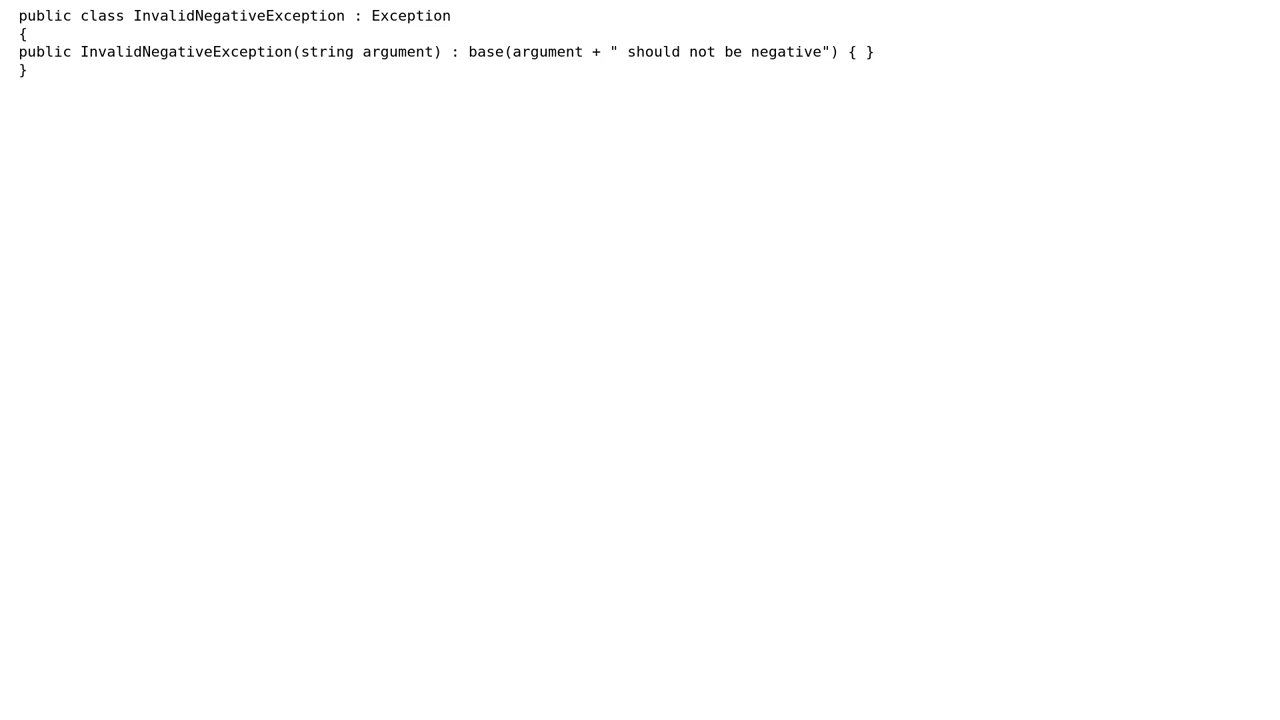 public class InvalidNegativeException : Exception
{
public InvalidNegativeException(string argument) : base(argument + " should not be negative") { }
}